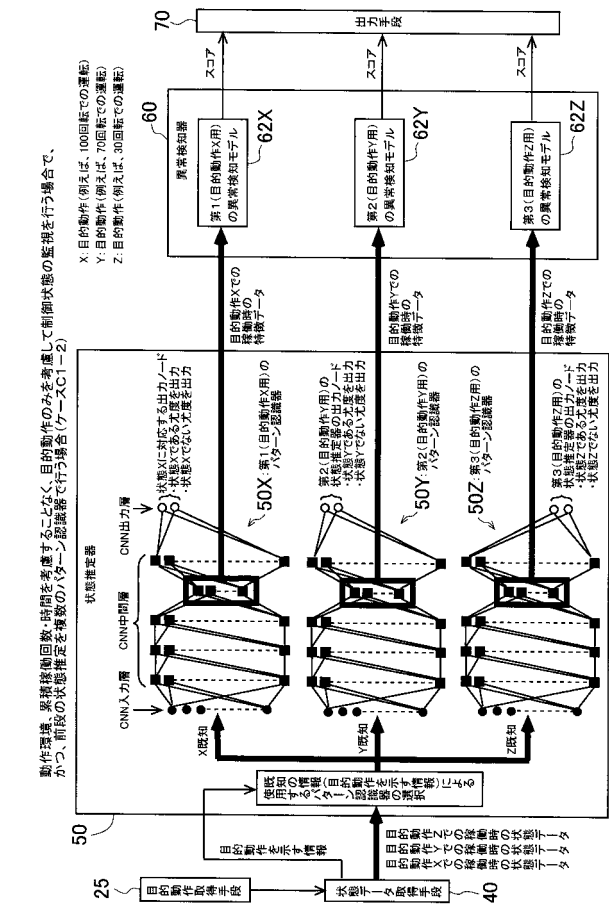 動作環境、累積稼働回数・時間を考慮することなく、目的動作のみを考慮して制御状態の監視を行う場合で、
かつ、前段の状態推定を複数のパターン認識器で行う場合(ケースC1-2)
X: 目的動作(例えば、100回転での運転)
Y: 目的動作(例えば、70回転での運転)
Z: 目的動作(例えば、30回転での運転)
25
目的動作取得手段
目的動作を示す情報
状態データ取得手段
40
目的動作Zでの稼働時の状態データ
目的動作Yでの稼働時の状態データ
目的動作Xでの稼働時の状態データ
50
状態推定器
既知の情報(目的動作を示す情報)による
使用するパターン認識器の選択
X既知
Y既知
Z既知
CNN入力層
CNN中間層
CNN出力層
状態Xに対応する出力ノード
・状態Xである尤度を出力
・状態Xでない尤度を出力
50X:第1(目的動作X用)の
パターン認識器
第2(目的動作Y用)の
状態推定器の出力ノード
・状態Yである尤度を出力
・状態Yでない尤度を出力
50Y:第2(目的動作Y用)の
パターン認識器
50Z:第3(目的動作Z用)の
パターン認識器
第3(目的動作Z用)の
状態推定器の出力ノード
・状態Zである尤度を出力
・状態Zでない尤度を出力
目的動作Xでの
稼働時の
特徴データ
目的動作Yでの
稼働時の
特徴データ
目的動作Zでの
稼働時の
特徴データ
60
異常検知器
第1(目的動作X用)
の異常検知モデル
62X
第2(目的動作Y用)
の異常検知モデル
62Y
第3(目的動作Z用)
の異常検知モデル
62Z
スコア
スコア
スコア
70
出力手段